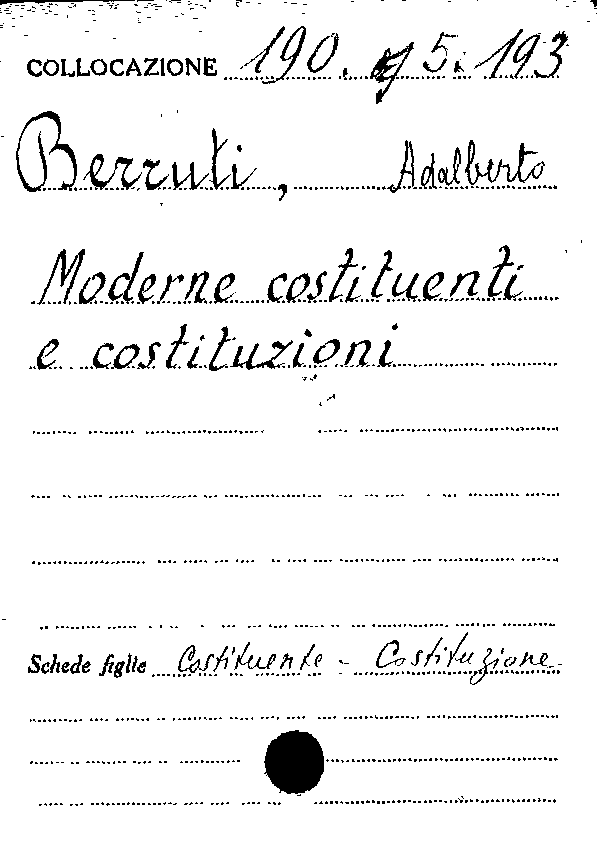 COLLOCAZIONE 190. 5. 193
Berruti, Adalberto
Moderne costituenti
e costituzioni
Schede figlie Costituente - Costituzione